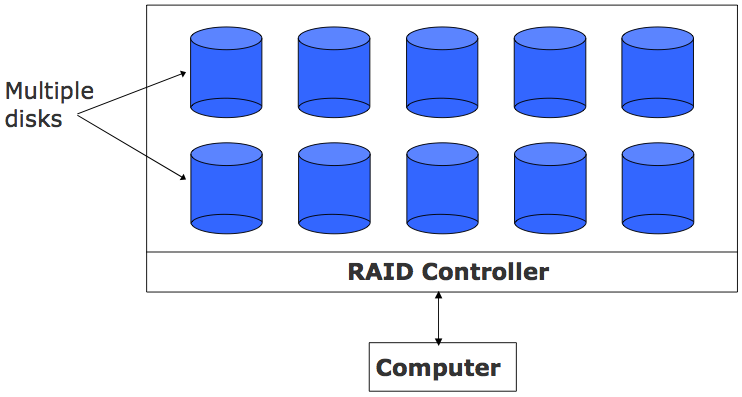 Multiple
disks
RAID Controller
Computer